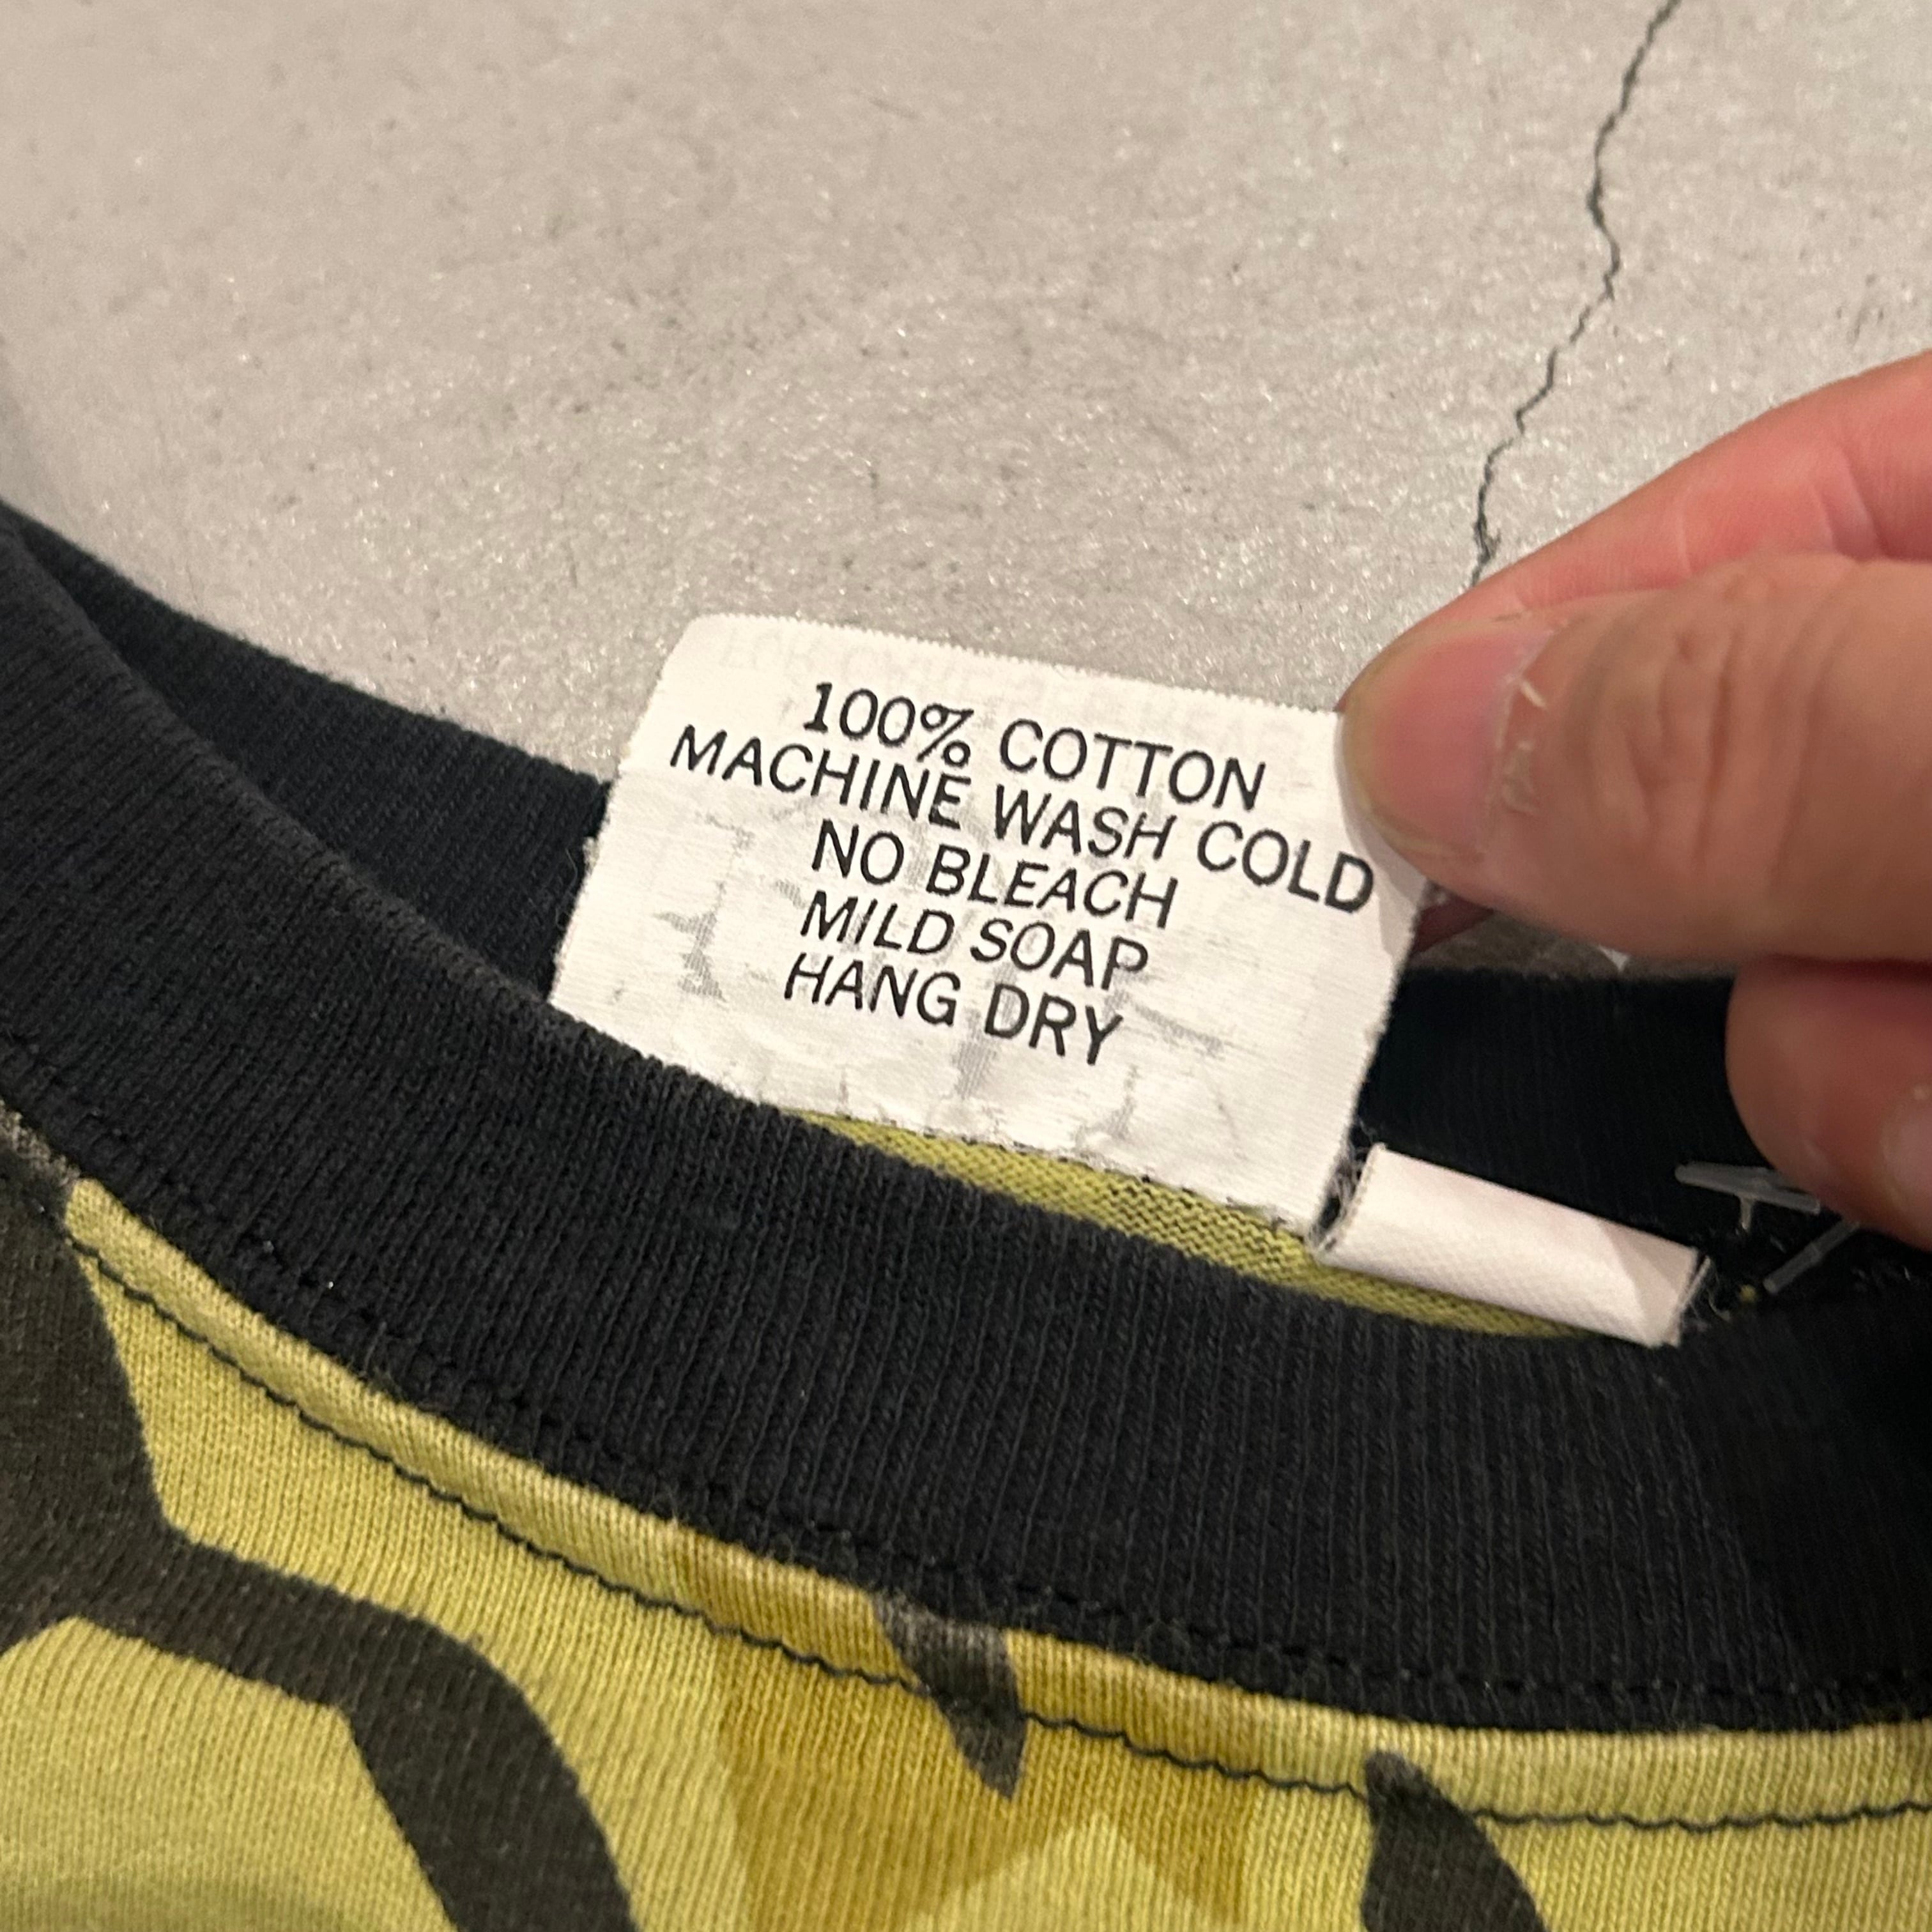 100% COTTON
MACHINE WASH COLD
NO BLEACH
MILD SOAP
HANG DRY